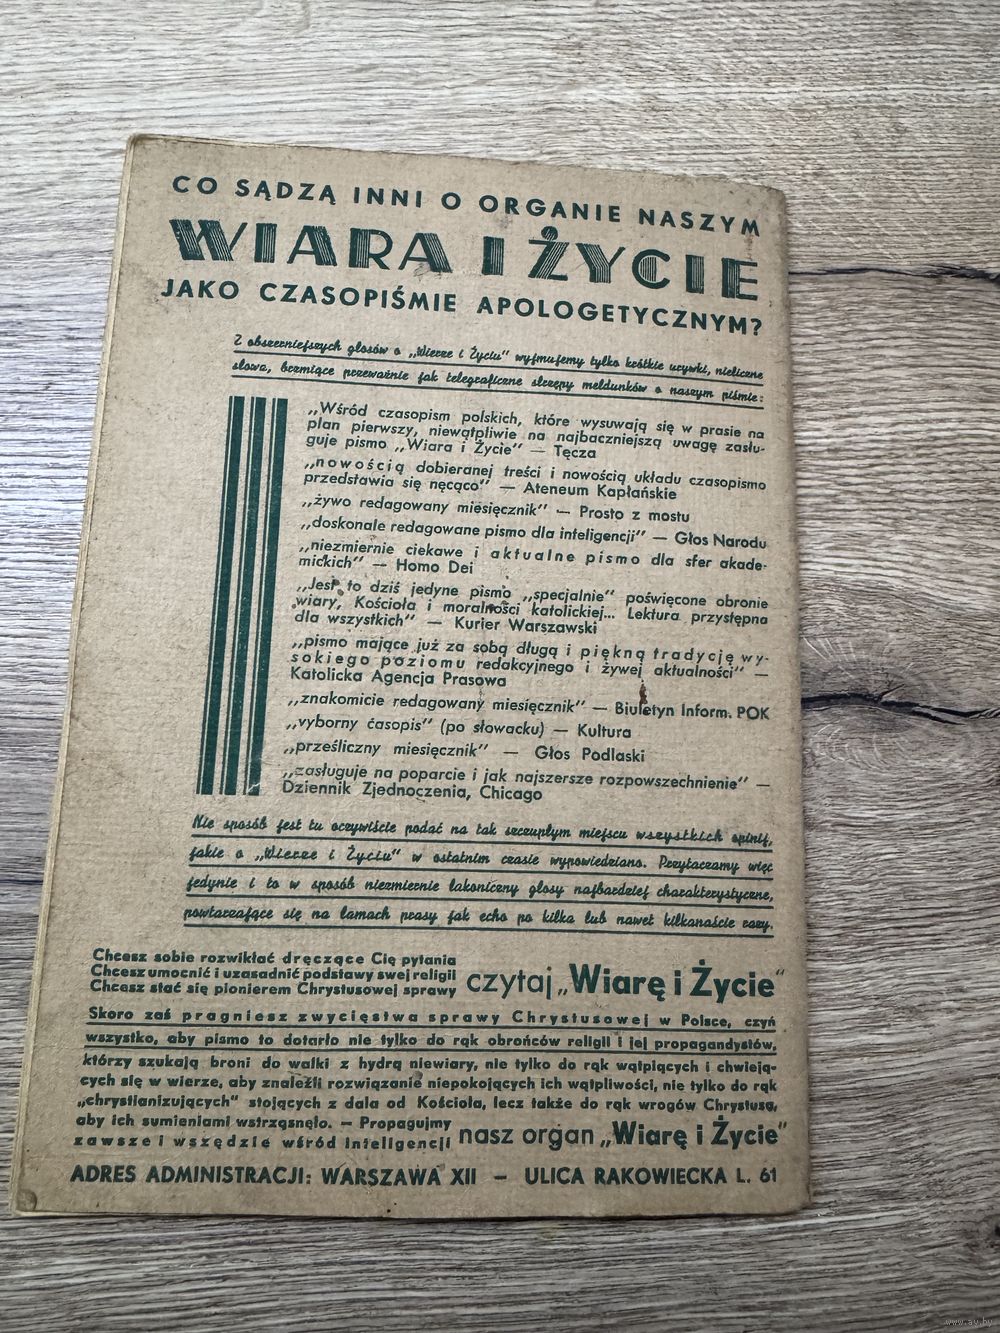 CO SĄDZĄ INNI O ORGANIE NASZYM
WIARA I ŻYCIE
JAKO CZASOPIŚMIE APOLOGETYCZNYM?
Z obszerniejszych głosów o „Wierze i Życiu" wyjmujemy tylko krótkie urywki, nieliczne
słowa, brzmiące przeważnie jak telegraficzne strzępy meldunków o naszym piśmie:
„Wśród czasopism polskich, które wysuwają się w prasie na
plan pierwszy, niewątpliwie na najbaczniejszą uwagę zasłu-
guje pismo „Wiara i Życie" — Tęcza
„nowością dobieranej treści i nowością układu czasopismo
przedstawia się nęcąco" — Ateneum Kapłańskie
„żywo redagowany miesięcznik" — Prosto z mostu
„doskonale redagowane pismo dla inteligencji" — Głos Narodu
„niezmiernie ciekawe i aktualne pismo dla sfer akade-
mickich" — Homo Dei
„Jest to dziś jedyne pismo „specjalnie" poświęcone obronie
wiary, Kościoła i moralności katolickiej... Lektura przystępna
dla wszystkich" — Kurier Warszawski
„pismo mające już za sobą długą i piękną tradycję wy-
sokiego poziomu redakcyjnego i żywej aktualności" —
Katolicka Agencja Prasowa
„znakomicie redagowany miesięcznik" — Biuletyn Inform. POK
„vyborny ćasopis" (po słowacku) — Kultura
„prześliczny miesięcznik" — Głos Podlaski
„zasługuje na poparcie i jak najszersze rozpowszechnienie" —
Dziennik Zjednoczenia, Chicago
Nie sposób jest tu oczywiście podać na tak szczupłym miejscu wszystkich opinij,
jakie o „Wierze i Życiu" w ostatnim czasie wypowiedziano. Przytaczamy więc
jedynie i to w sposób niezmiernie lakoniczny głosy najbardziej charakterystyczne,
powtarzające się na łamach prasy jak echo po kilka lub nawet kilkanaście razy.
Chcesz sobie rozwikłać dręczące Cię pytania
Chcesz umocnić i uzasadnić podstawy swej religii
Chcesz stać się pionierem Chrystusowej sprawy
czytaj „Wiarę i Życie"
Skoro zaś pragniesz zwycięstwa sprawy Chrystusowej w Polsce, czyń
wszystko, aby pismo to dotarło nie tylko do rąk obrońców religii i jej propagandystów,
którzy szukają broni do walki z hydrą niewiary, nie tylko do rąk wątpiących i chwieją-
cych się w wierze, aby znaleźli rozwiązanie niepokojących ich wątpliwości, nie tylko do rąk
„chrystianizujących" stojących z dala od Kościoła, lecz także do rąk wrogów Chrystusa,
aby ich sumieniami wstrząsnęło. — Propagujmy
zawsze i wszędzie wśród inteligencji
nasz organ „Wiarę i Życie"
ADRES ADMINISTRACJI: WARSZAWA XII — ULICA RAKOWIECKA L. 61
www.av.by